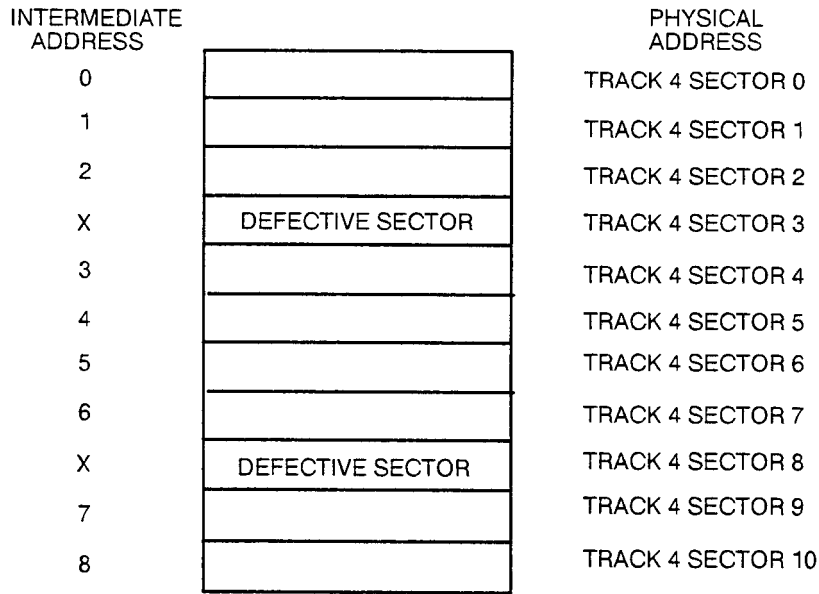 INTERMEDIATE ADDRESS PHYSICAL ADDRESS
0 TRACK 4 SECTOR 0
1 TRACK 4 SECTOR 1
2 TRACK 4 SECTOR 2
X DEFECTIVE SECTOR TRACK 4 SECTOR 3
3 TRACK 4 SECTOR 4
4 TRACK 4 SECTOR 5
5 TRACK 4 SECTOR 6
6 TRACK 4 SECTOR 7
X DEFECTIVE SECTOR TRACK 4 SECTOR 8
7 TRACK 4 SECTOR 9
8 TRACK 4 SECTOR 10